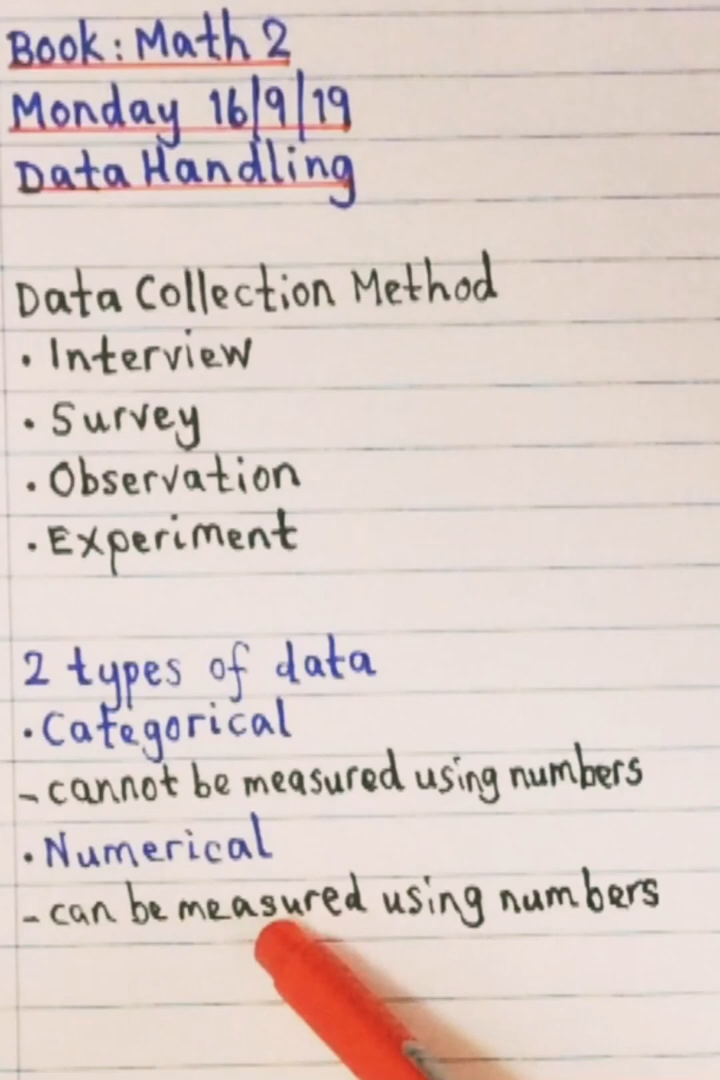 Book: Math 2
Monday 16/9/19
Data Handling
Data Collection Method
• Interview
• Survey
• Observation
• Experiment
2 types of data
• Categorical
- cannot be measured using numbers
• Numerical
- can be measured using numbers